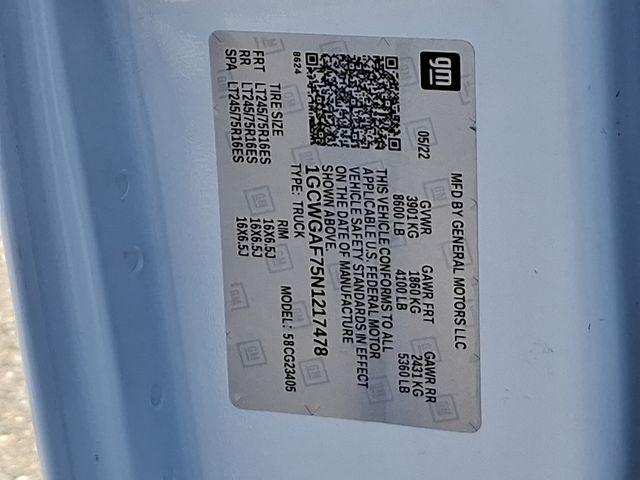 gm
MFD BY GENERAL MOTORS LLC
05/22
GVWR GAWR FRT GAWR RR
3901 KG 1860 KG 2431 KG
8600 LB 4100 LB 5360 LB
THIS VEHICLE CONFORMS TO ALL
APPLICABLE U.S. FEDERAL MOTOR
VEHICLE SAFETY STANDARDS IN EFFECT
ON THE DATE OF MANUFACTURE
SHOWN ABOVE.
1GCWGAF75N1217478
TYPE: TRUCK MODEL: 58CG23405
8624
TIRE SIZE RIM
FRT LT245/75R16ES 16X6.5J
RR LT245/75R16ES 16X6.5J
SPA LT245/75R16ES 16X6.5J